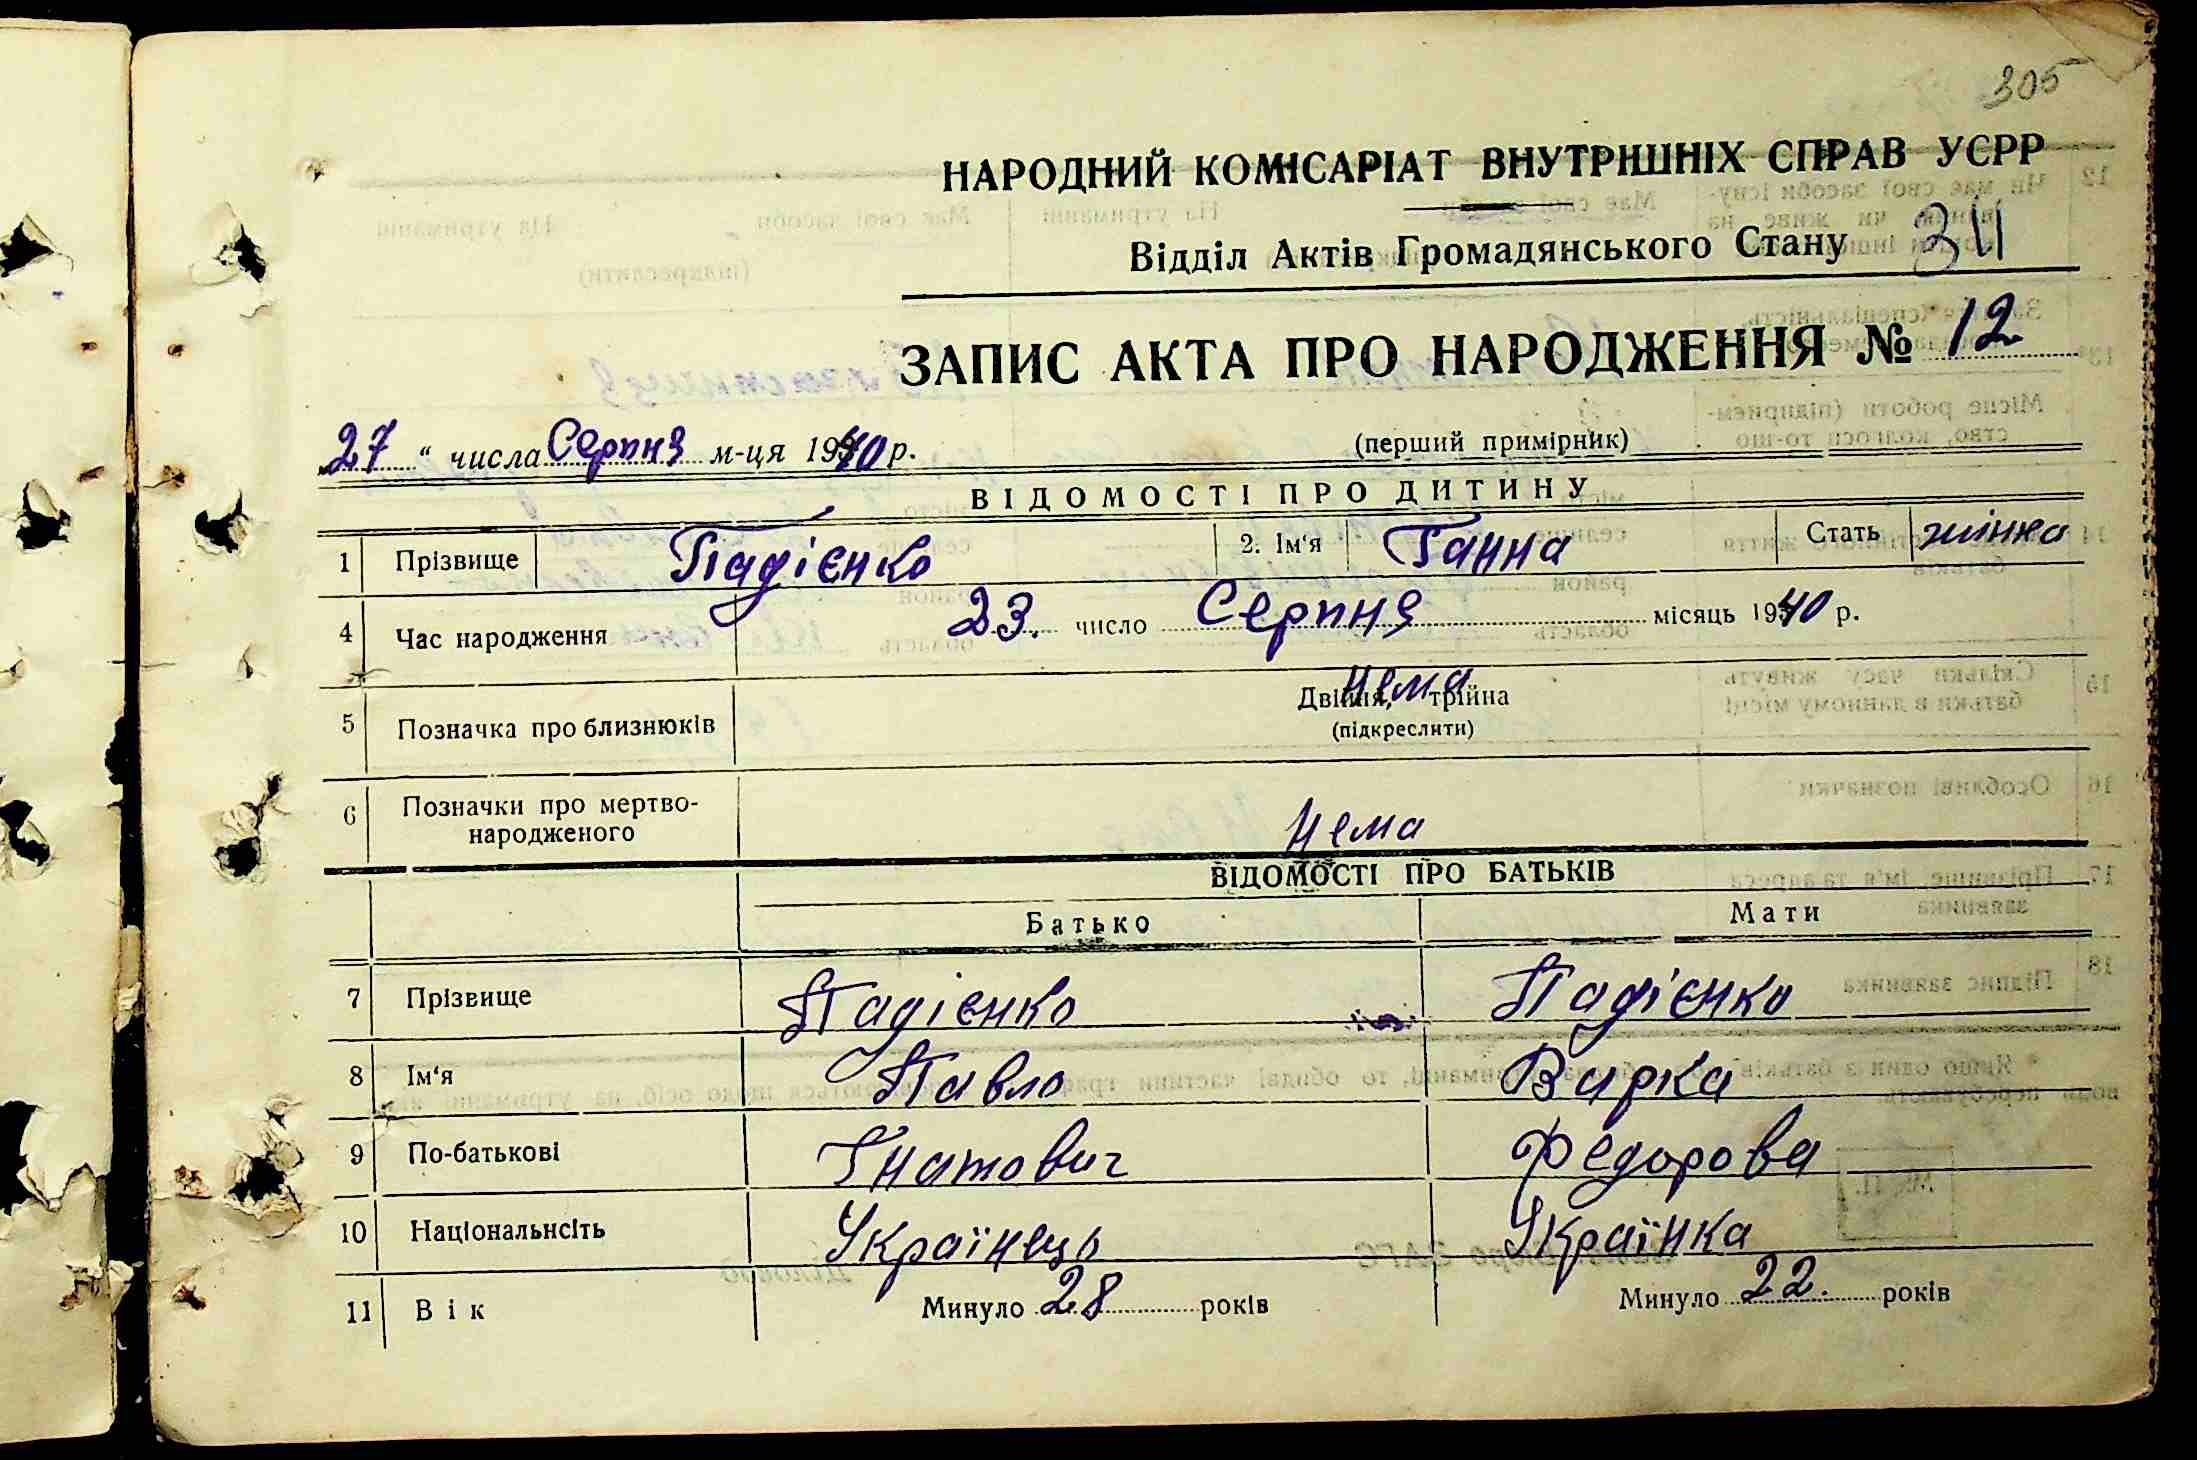 305
НАРОДНИЙ КОМІСАРІАТ ВНУТРІШНІХ СПРАВ УСРР
Відділ Актів Громадянського Стану
ЗАПИС АКТА ПРО НАРОДЖЕННЯ № 12
27 " числа Серпня м-ця 1940 р. (перший примірник)
ВІДОМОСТІ ПРО ДИТИНУ
1 Прізвище Падієнко 2. Ім'я Ганна Стать жінка
4 Час народження 23. число Серпня місяць 1940 р.
нема
5 Позначка про близнюків Двійня, трійна
(підкреслити)
6 Позначки про мертво-
народженого нема
ВІДОМОСТІ ПРО БАТЬКІВ
Батько Мати
7 Прізвище Падієнко Падієнко
8 Ім'я Павло Варка
9 По-батькові Гнатович Федорова
10 Національнсіть Українець Українка
11 Вік Минуло 28 років Минуло 22. років